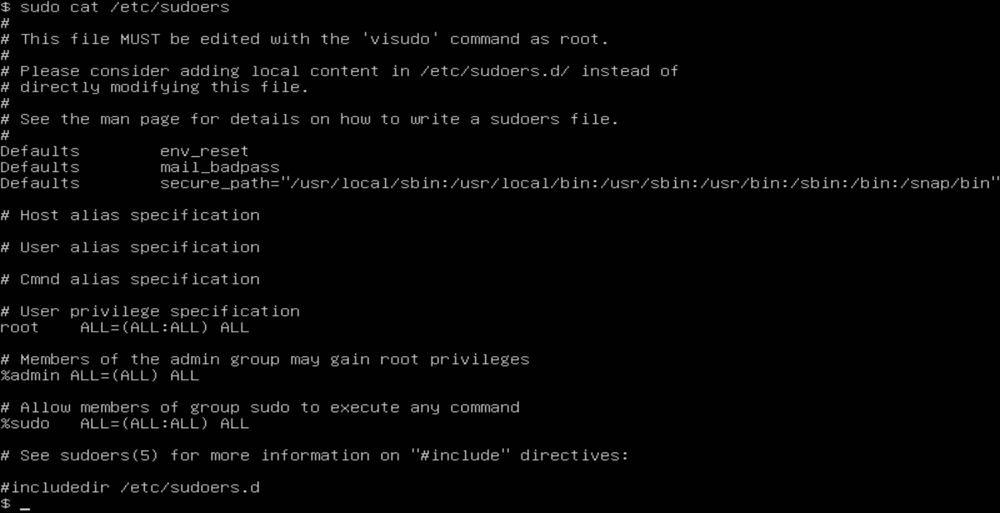 $ sudo cat /etc/sudoers
#
# This file MUST be edited with the 'visudo' command as root.
#
# Please consider adding local content in /etc/sudoers.d/ instead of
# directly modifying this file.
#
# See the man page for details on how to write a sudoers file.
#
Defaults        env_reset
Defaults        mail_badpass
Defaults        secure_path="/usr/local/sbin:/usr/local/bin:/usr/sbin:/usr/bin:/sbin:/bin:/snap/bin"

# Host alias specification

# User alias specification

# Cmnd alias specification

# User privilege specification
root    ALL=(ALL:ALL) ALL

# Members of the admin group may gain root privileges
%admin ALL=(ALL) ALL

# Allow members of group sudo to execute any command
%sudo   ALL=(ALL:ALL) ALL

# See sudoers(5) for more information on "#include" directives:

#includedir /etc/sudoers.d
$ _